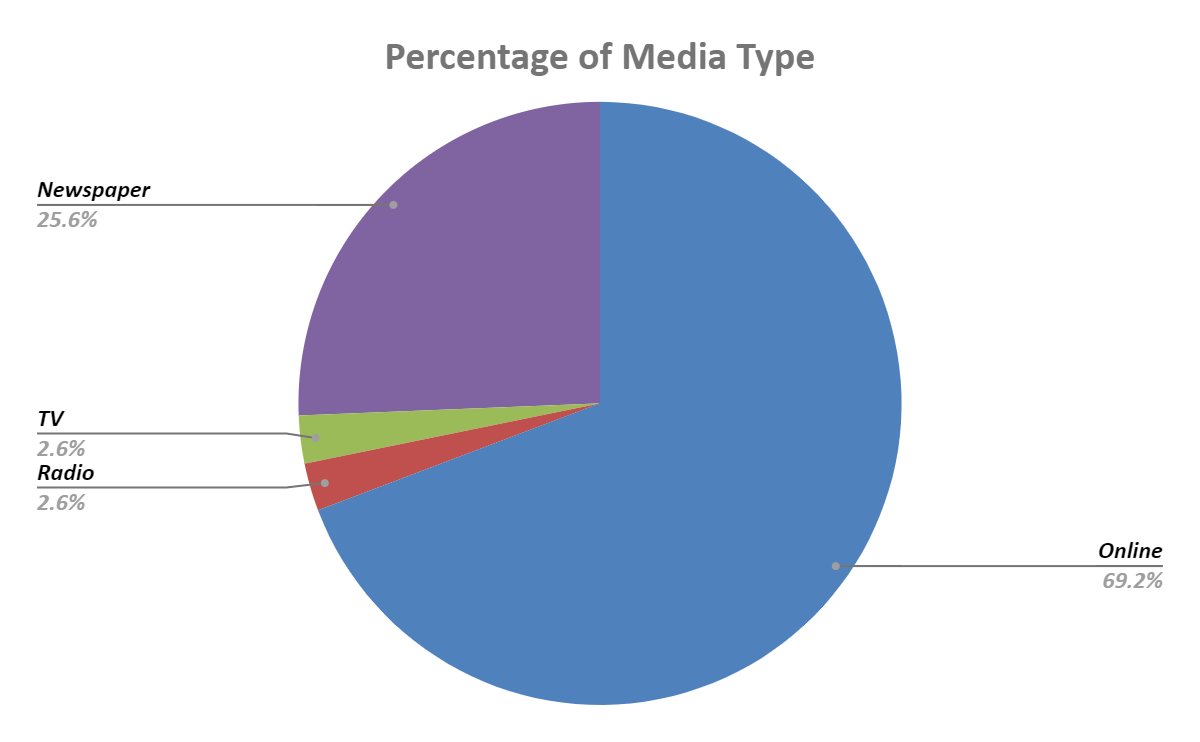 Percentage of Media Type
Newspaper
25.6%
TV
2.6%
Radio
2.6%
Online
69.2%